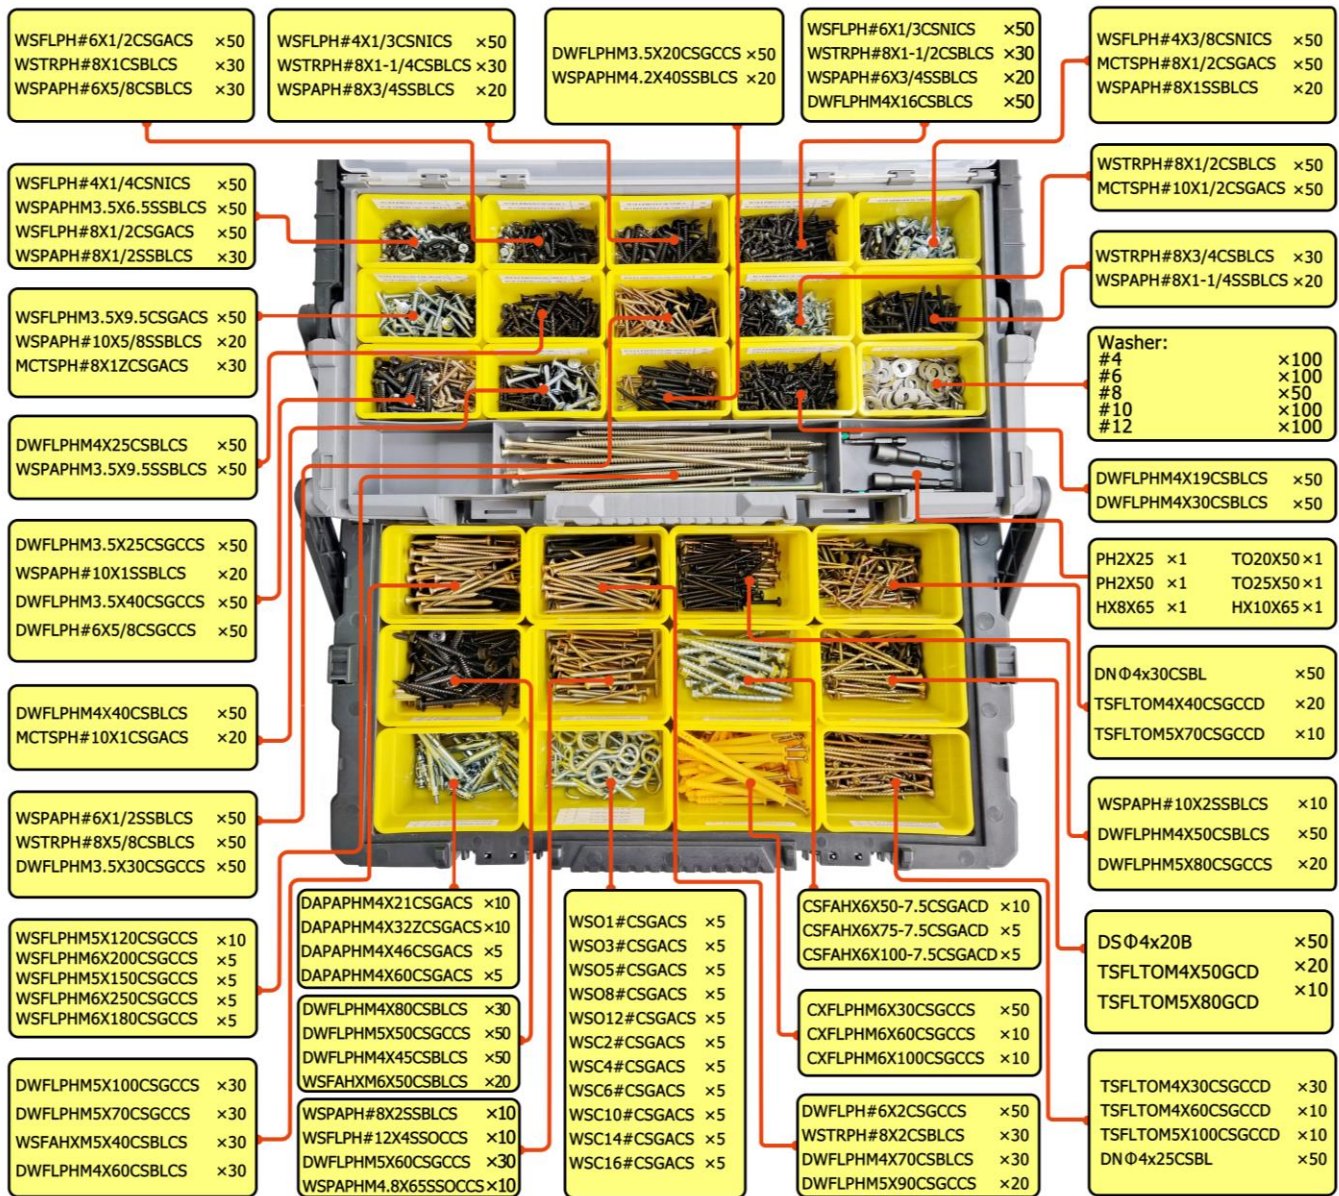 WSFLPH#6X1/2CSGACS ×50
WSTRPH#8X1CSBLCS ×30
WSPAPH#6X5/8CSBLCS ×30
WSFLPH#4X1/3CSNICS ×50
WSTRPH#8X1-1/4CSBLCS ×30
WSPAPH#8X3/4SSBLCS ×20
DWFLPHM3.5X20CSGCCS ×50
WSPAPHM4.2X40SSBLCS ×20
WSFLPH#6X1/3CSNICS ×50
WSTRPH#8X1-1/2CSBLCS ×30
WSPAPH#6X3/4SSBLCS ×20
DWFLPHM4X16CSBLCS ×50
WSFLPH#4X3/8CSNICS ×50
MCTSPH#8X1/2CSGACS ×50
WSPAPH#8X1SSBLCS ×20
WSFLPH#4X1/4CSNICS ×50
WSPAPHM3.5X6.5SSBLCS ×50
WSFLPH#8X1/2CSGACS ×50
WSPAPH#8X1/2SSBLCS ×30
WSTRPH#8X1/2CSBLCS ×50
MCTSPH#10X1/2CSGACS ×50
WSTRPH#8X3/4CSBLCS ×30
WSPAPH#8X1-1/4SSBLCS ×20
WSFLPHM3.5X9.5CSGACS ×50
WSPAPH#10X5/8SSBLCS ×20
MCTSPH#8X1ZCSGACS ×30
Washer:
#4 ×100
#6 ×100
#8 ×50
#10 ×100
#12 ×100
DWFLPHM4X25CSBLCS ×50
WSPAPHM3.5X9.5SSBLCS ×50
DWFLPHM4X19CSBLCS ×50
DWFLPHM4X30CSBLCS ×50
DWFLPHM3.5X25CSGCCS ×50
WSPAPH#10X1SSBLCS ×20
DWFLPHM3.5X40CSGCCS ×50
DWFLPH#6X5/8CSGCCS ×50
PH2X25 ×1 TO20X50 ×1
PH2X50 ×1 TO25X50 ×1
HX8X65 ×1 HX10X65 ×1
DNΦ4x30CSBL ×50
TSFLTOM4X40CSGCCD ×20
TSFLTOM5X70CSGCCD ×10
DWFLPHM4X40CSBLCS ×50
MCTSPH#10X1CSGACS ×20
WSPAPH#10X2SSBLCS ×10
DWFLPHM4X50CSBLCS ×50
DWFLPHM5X80CSGCCS ×20
WSPAPH#6X1/2SSBLCS ×50
WSTRPH#8X5/8CSBLCS ×50
DWFLPHM3.5X30CSGCCS ×50
WSFLPHM5X120CSGCCS ×10
WSFLPHM6X200CSGCCS ×5
WSFLPHM5X150CSGCCS ×5
WSFLPHM6X250CSGCCS ×5
WSFLPHM6X180CSGCCS ×5
DAPAPHM4X21CSGACS ×10
DAPAPHM4X32ZCSGACS ×10
DAPAPHM4X46CSGACS ×5
DAPAPHM4X60CSGACS ×5
WSO1#CSGACS ×5
WSO3#CSGACS ×5
WSO5#CSGACS ×5
WSO8#CSGACS ×5
WSO12#CSGACS ×5
WSC2#CSGACS ×5
WSC4#CSGACS ×5
WSC6#CSGACS ×5
WSC10#CSGACS ×5
WSC14#CSGACS ×5
WSC16#CSGACS ×5
CSFAHX6X50-7.5CSGACD ×10
CSFAHX6X75-7.5CSGACD ×5
CSFAHX6X100-7.5CSGACD ×5
DSΦ4x20B ×50
TSFLTOM4X50GCD ×20
TSFLTOM5X80GCD ×10
DWFLPHM4X80CSBLCS ×30
DWFLPHM5X50CSGCCS ×50
DWFLPHM4X45CSBLCS ×50
WSFAHXM6X50CSBLCS ×20
CXFLPHM6X30CSGCCS ×50
CXFLPHM6X60CSGCCS ×10
CXFLPHM6X100CSGCCS ×10
DWFLPHM5X100CSGCCS ×30
DWFLPHM5X70CSGCCS ×30
WSFAHXM5X40CSBLCS ×30
DWFLPHM4X60CSBLCS ×30
WSPAPH#8X2SSBLCS ×10
WSFLPH#12X4SSOCCS ×10
DWFLPHM5X60CSGCCS ×30
WSPAPHM4.8X65SSOCCS ×10
DWFLPH#6X2CSGCCS ×50
WSTRPH#8X2CSBLCS ×30
DWFLPHM4X70CSBLCS ×30
DWFLPHM5X90CSGCCS ×20
TSFLTOM4X30CSGCCD ×30
TSFLTOM4X60CSGCCD ×10
TSFLTOM5X100CSGCCD ×10
DNΦ4x25CSBL ×50